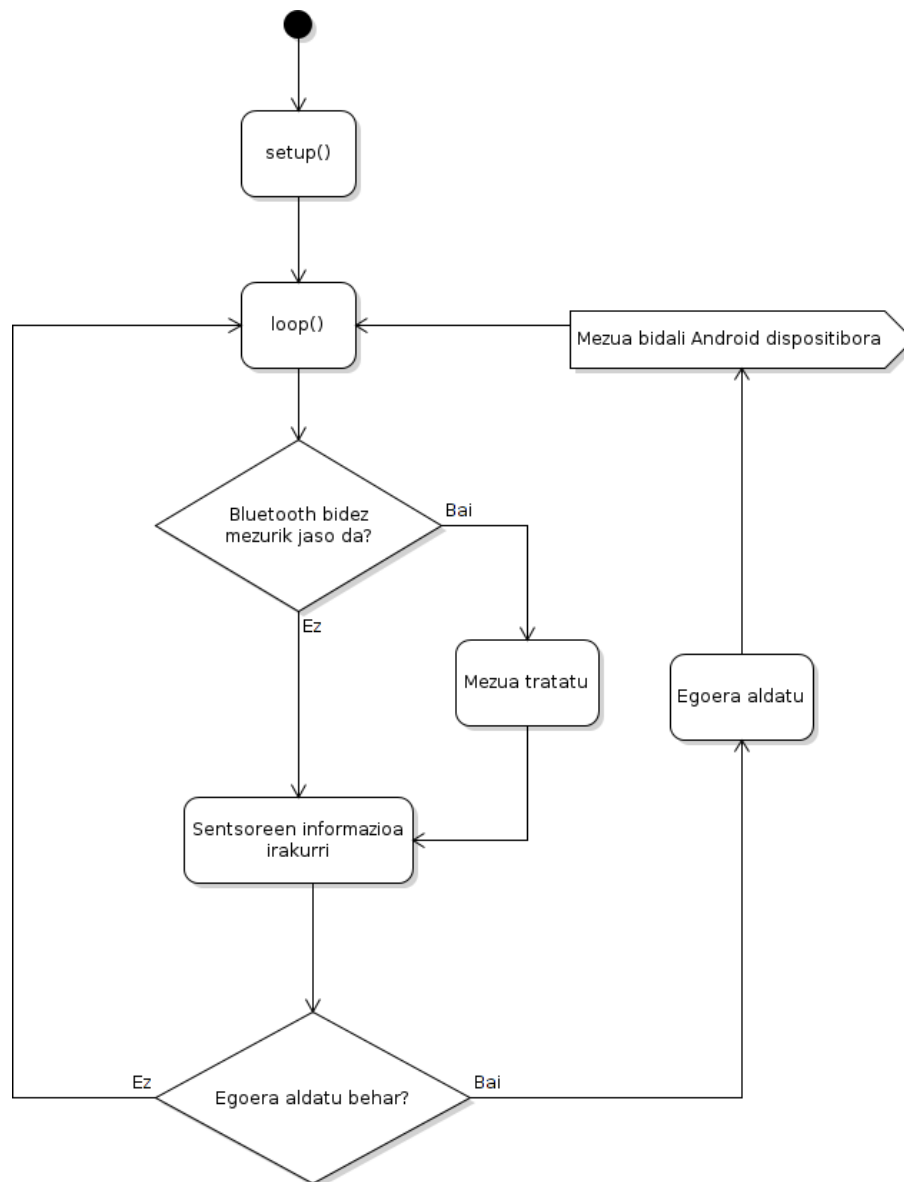 setup()
loop()
Mezua bidali Android dispositibora
Bluetooth bidez
mezurik jaso da?
Bai
Ez
Mezua tratatu
Egoera aldatu
Sentsoreen informazioa
irakurri
Ez
Egoera aldatu behar?
Bai